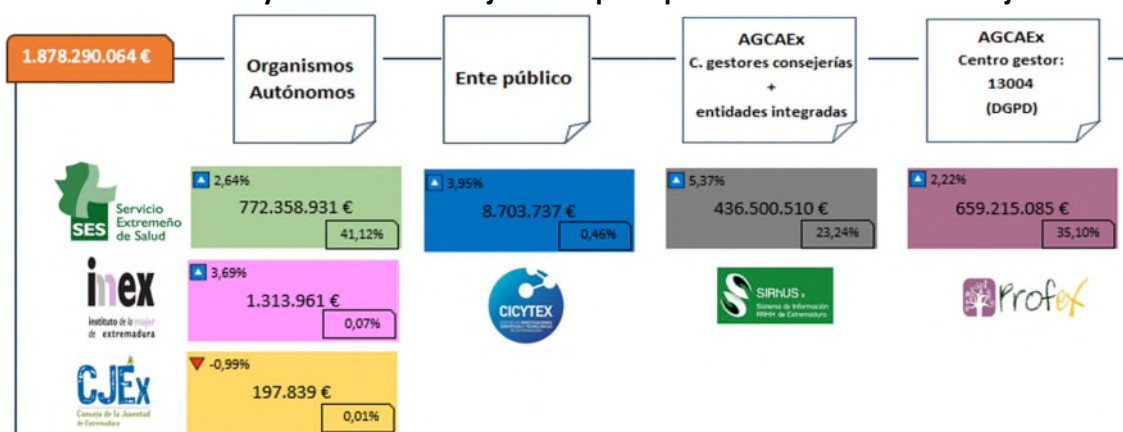 1.878.290.064 €
Organismos
Autónomos
Ente público
AGCAEx
C. gestores consejerías
+
entidades integradas
AGCAEx
Centro gestor:
13004
(DGPD)
SES
Servicio
Extremeño
de Salud
2,64%
772.358.931 €
41,12%
3,95%
8.703.737 €
0,46%
5,37%
436.500.510 €
23,24%
2,22%
659.215.085 €
35,10%
imex
instituto de la mujer
de extremadura
3,69%
1.313.961 €
0,07%
CICYTEX
SIRhUS
Sistema de Información
RRHH de Extremadura
Profex
CJEx
Consejo de la Juventud
de Extremadura
-0,99%
197.839 €
0,01%